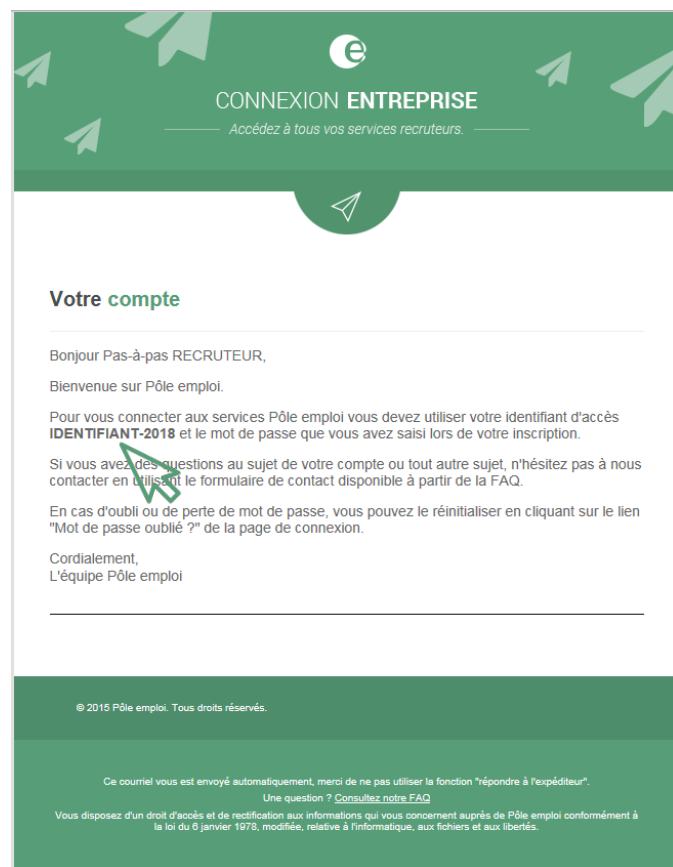 e
CONNEXION ENTREPRISE
Accédez à tous vos services recruteurs.
Votre compte
Bonjour Pas-à-pas RECRUTEUR,
Bienvenue sur Pôle emploi.
Pour vous connecter aux services Pôle emploi vous devez utiliser votre identifiant d'accès
IDENTIFIANT-2018 et le mot de passe que vous avez saisi lors de votre inscription.
Si vous avez des questions au sujet de votre compte ou tout autre sujet, n'hésitez pas à nous
contacter en utilisant le formulaire de contact disponible à partir de la FAQ.
En cas d'oubli ou de perte de mot de passe, vous pouvez le réinitialiser en cliquant sur le lien
"Mot de passe oublié ?" de la page de connexion.
Cordialement,
L'équipe Pôle emploi
© 2015 Pôle emploi. Tous droits réservés.
Ce courriel vous est envoyé automatiquement, merci de ne pas utiliser la fonction "répondre à l'expéditeur".
Une question ? Consultez notre FAQ
Vous disposez d'un droit d'accès et de rectification aux informations qui vous concernent auprès de Pôle emploi conformément à
la loi du 6 janvier 1978, modifiée, relative à l'informatique, aux fichiers et aux libertés.